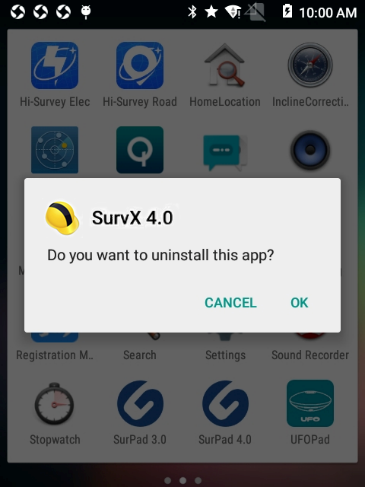 10:00 AM
Hi-Survey Elec
Hi-Survey Road
HomeLocation
InclineCorrecti..
SurvX 4.0
Do you want to uninstall this app?
CANCEL
OK
Registration M..
Search
Settings
Sound Recorder
Stopwatch
SurPad 3.0
SurPad 4.0
UFO
UFOPad